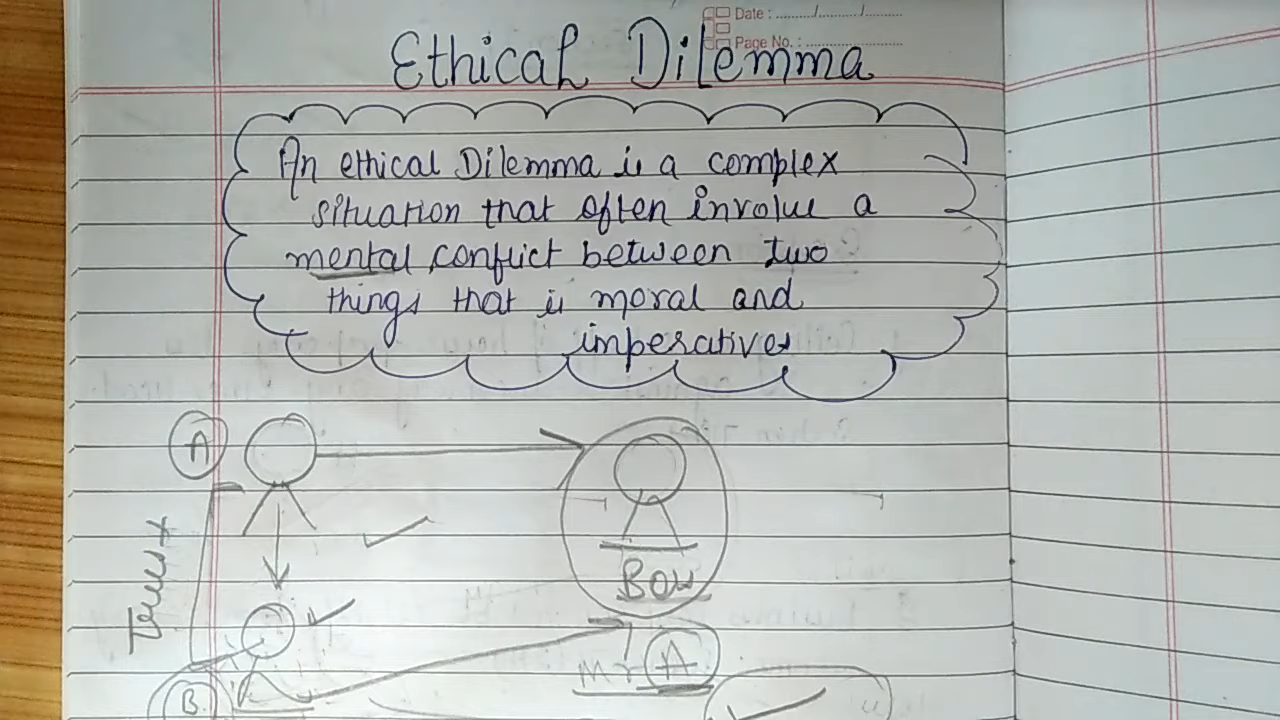 Date : ........../........../..........
Page No. : ..........................
Ethical Dilemma
An ethical Dilemma is a complex
situation that often involve a
mental conflict between two
things that is moral and
imperative
A
Trust
B
Mr A